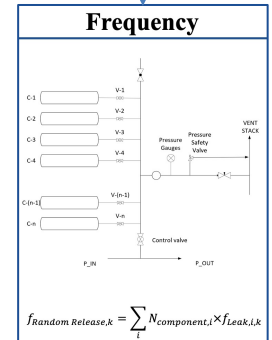 Frequency
V-1
C-1
V-2
C-2
V-3
C-3
V-4
C-4
Pressure
Gauges
Pressure
Safety
Valve
VENT
STACK
V-(n-1)
C-(n-1)
V-n
C-n
Control valve
P_IN
P_OUT
f_{Random Release,k} = ∑_i N_{component,i}×f_{Leak,i,k}